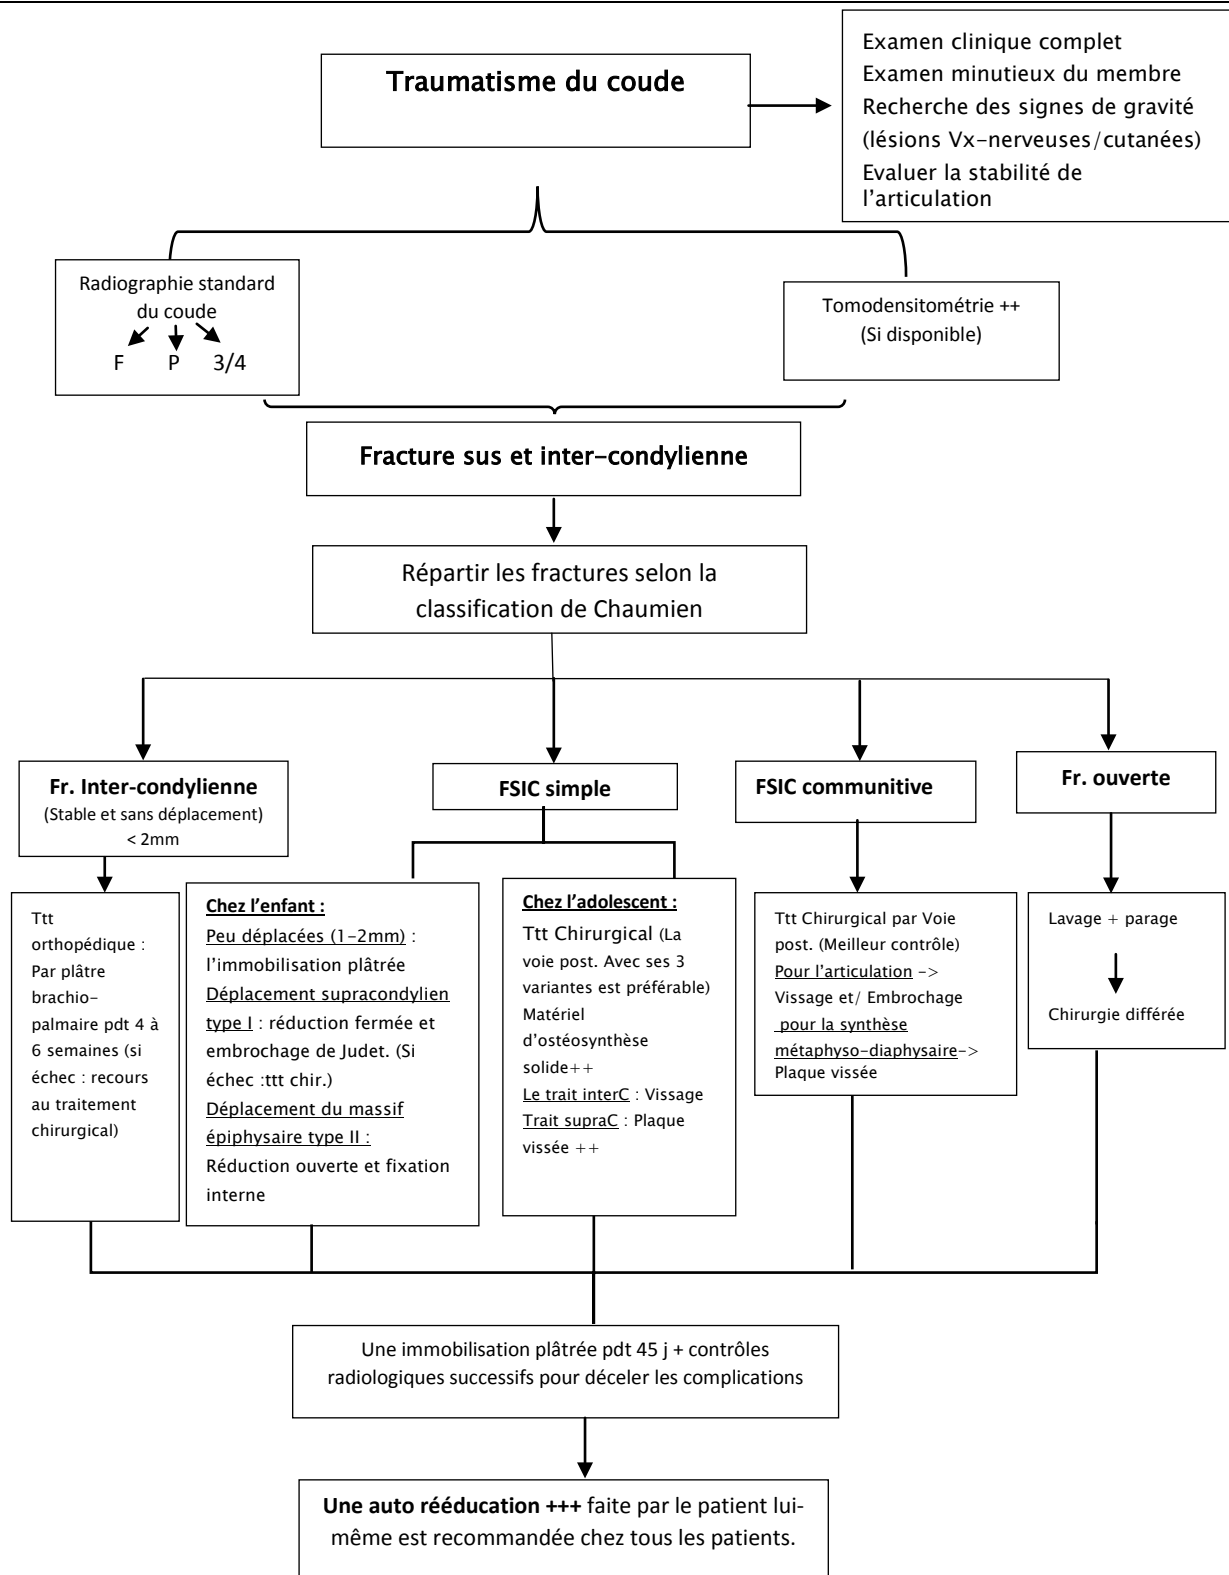 Traumatisme du coude
Examen clinique complet
Examen minutieux du membre
Recherche des signes de gravité
(lésions Vx-nerveuses/cutanées)
Evaluer la stabilité de
l'articulation
Radiographie standard
du coude
F P 3/4
Tomodensitométrie ++
(Si disponible)
Fracture sus et inter-condylienne
Répartir les fractures selon la
classification de Chaumien
Fr. Inter-condylienne
(Stable et sans déplacement)
< 2mm
FSIC simple
FSIC communitive
Fr. ouverte
Ttt
orthopédique :
Par plâtre
brachio-
palmaire pdt 4 à
6 semaines (si
échec : recours
au traitement
chirurgical)
Chez l'enfant :
Peu déplacées (1-2mm) :
l'immobilisation plâtrée
Déplacement supracondylien
type I : réduction fermée et
embrochage de Judet. (Si
échec :ttt chir.)
Déplacement du massif
épiphysaire type II :
Réduction ouverte et fixation
interne
Chez l'adolescent :
Ttt Chirurgical (La
voie post. Avec ses 3
variantes est préférable)
Matériel
d'ostéosynthèse
solide++
Le trait interC : Vissage
Trait supraC : Plaque
vissée ++
Ttt Chirurgical par Voie
post. (Meilleur contrôle)
Pour l'articulation ->
Vissage et/ Embrochage
pour la synthèse
métaphyso-diaphysaire->
Plaque vissée
Lavage + parage
Chirurgie différée
Une immobilisation plâtrée pdt 45 j + contrôles
radiologiques successifs pour déceler les complications
Une auto rééducation +++ faite par le patient lui-
même est recommandée chez tous les patients.